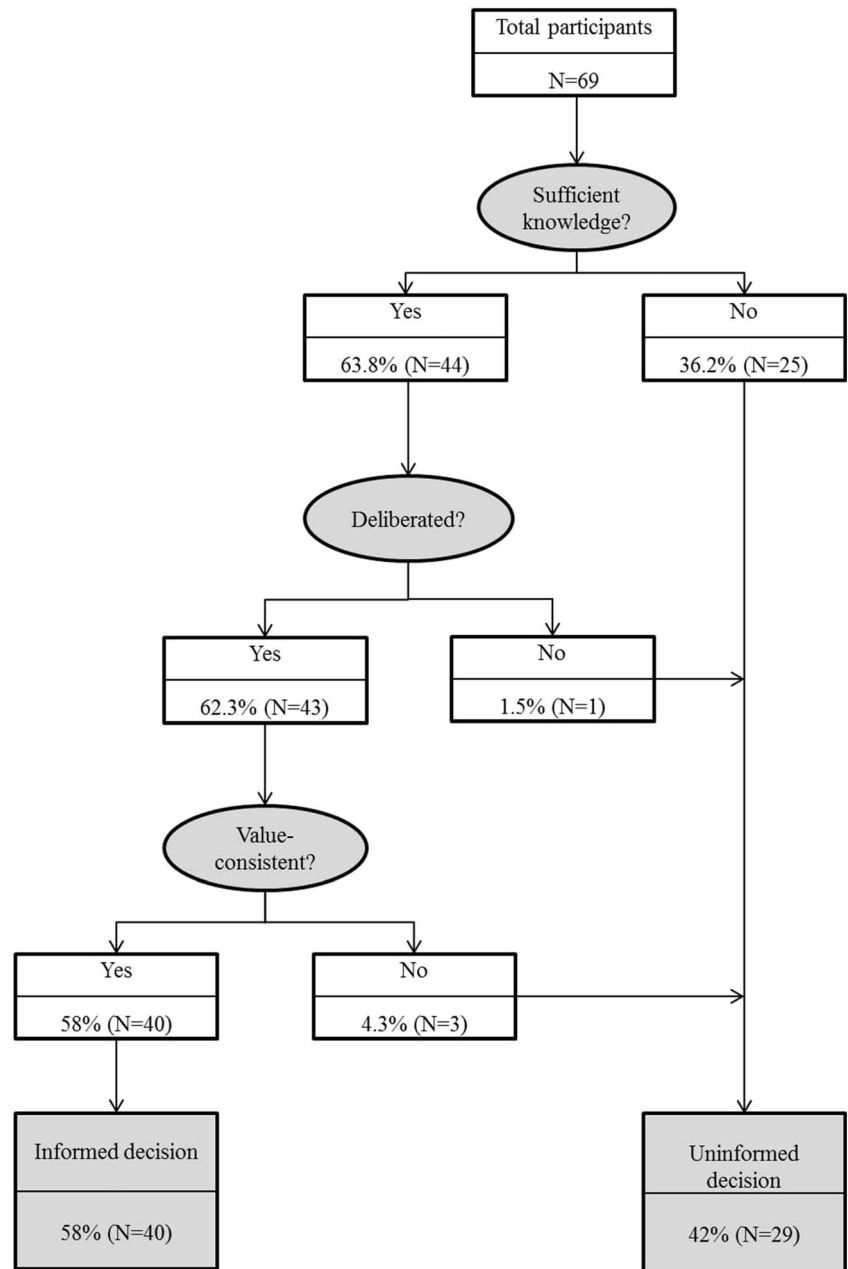 Total participants
N=69
Sufficient
knowledge?
Yes
63.8% (N=44)
No
36.2% (N=25)
Deliberated?
Yes
62.3% (N=43)
No
1.5% (N=1)
Value-
consistent?
Yes
58% (N=40)
No
4.3% (N=3)
Informed decision
58% (N=40)
Uninformed
decision
42% (N=29)